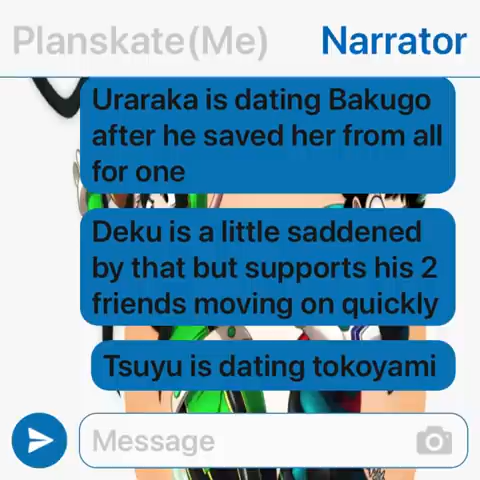 Planskate(Me) Narrator
Uraraka is dating Bakugo
after he saved her from all
for one
Deku is a little saddened
by that but supports his 2
friends moving on quickly
Tsuyu is dating tokoyami
Message